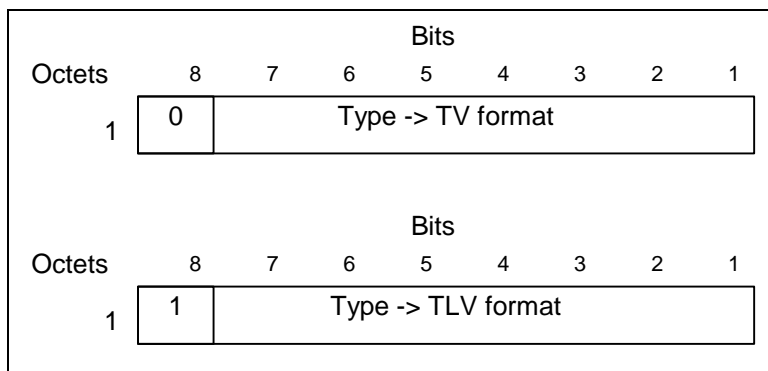 Bits
Octets 8 7 6 5 4 3 2 1
1 0 Type -> TV format
Bits
Octets 8 7 6 5 4 3 2 1
1 1 Type -> TLV format